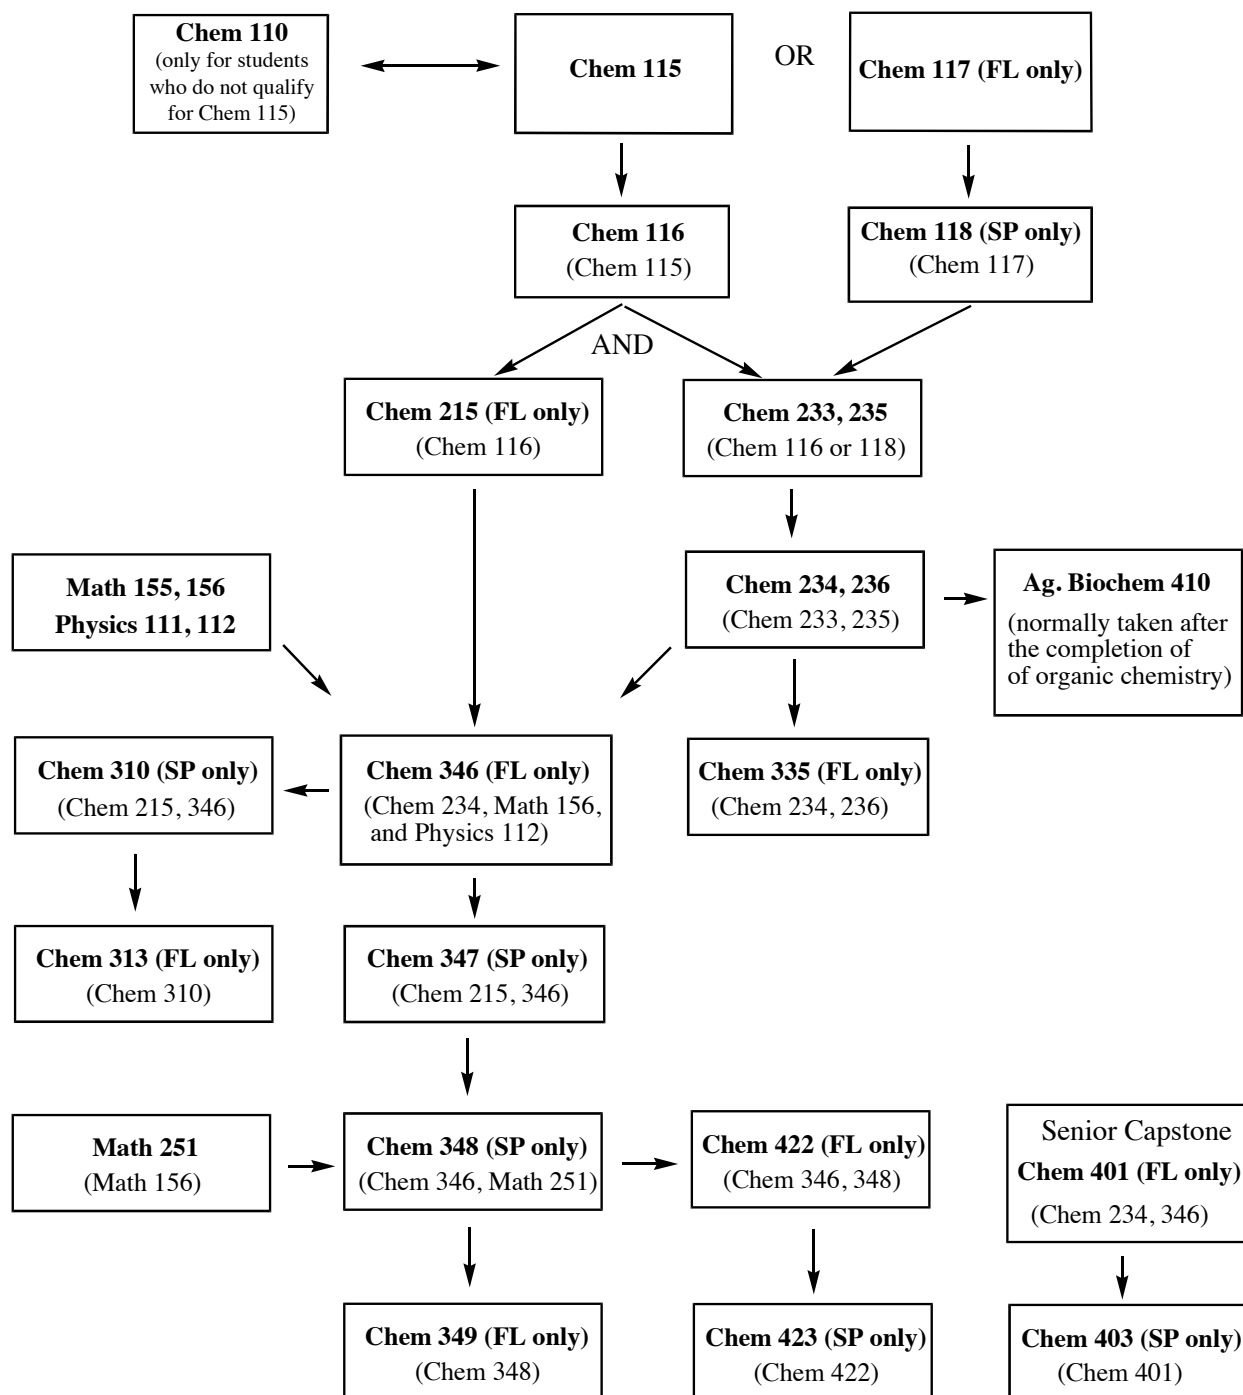 Chem 110
(only for students
who do not qualify
for Chem 115)
Chem 115
OR
Chem 117 (FL only)
Chem 116
(Chem 115)
Chem 118 (SP only)
(Chem 117)
AND
Chem 215 (FL only)
(Chem 116)
Chem 233, 235
(Chem 116 or 118)
Math 155, 156
Physics 111, 112
Chem 234, 236
(Chem 233, 235)
Ag. Biochem 410
(normally taken after
the completion of
of organic chemistry)
Chem 310 (SP only)
(Chem 215, 346)
Chem 346 (FL only)
(Chem 234, Math 156,
and Physics 112)
Chem 335 (FL only)
(Chem 234, 236)
Chem 313 (FL only)
(Chem 310)
Chem 347 (SP only)
(Chem 215, 346)
Math 251
(Math 156)
Chem 348 (SP only)
(Chem 346, Math 251)
Chem 422 (FL only)
(Chem 346, 348)
Senior Capstone
Chem 401 (FL only)
(Chem 234, 346)
Chem 349 (FL only)
(Chem 348)
Chem 423 (SP only)
(Chem 422)
Chem 403 (SP only)
(Chem 401)